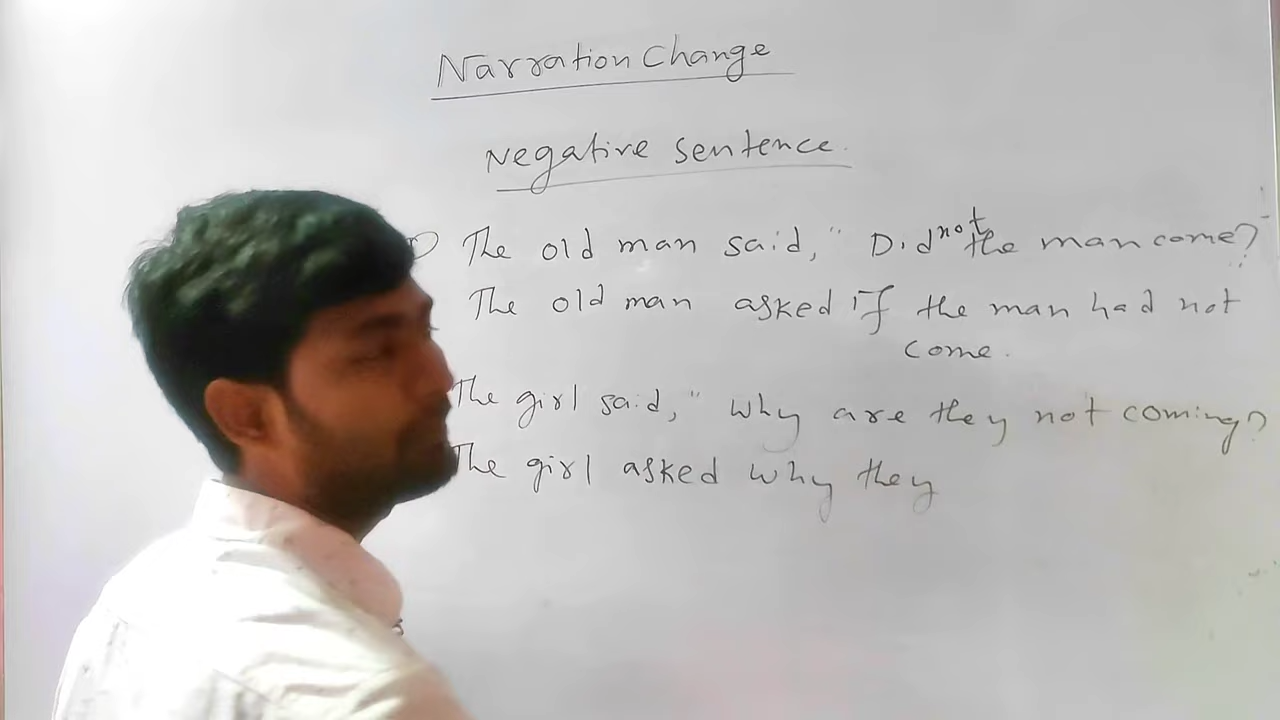 Narration Change
Negative sentence.
The old man said, " Did not the man come?
The old man asked if the man had not
come.
The girl said, " why are they not coming?
The girl asked why they